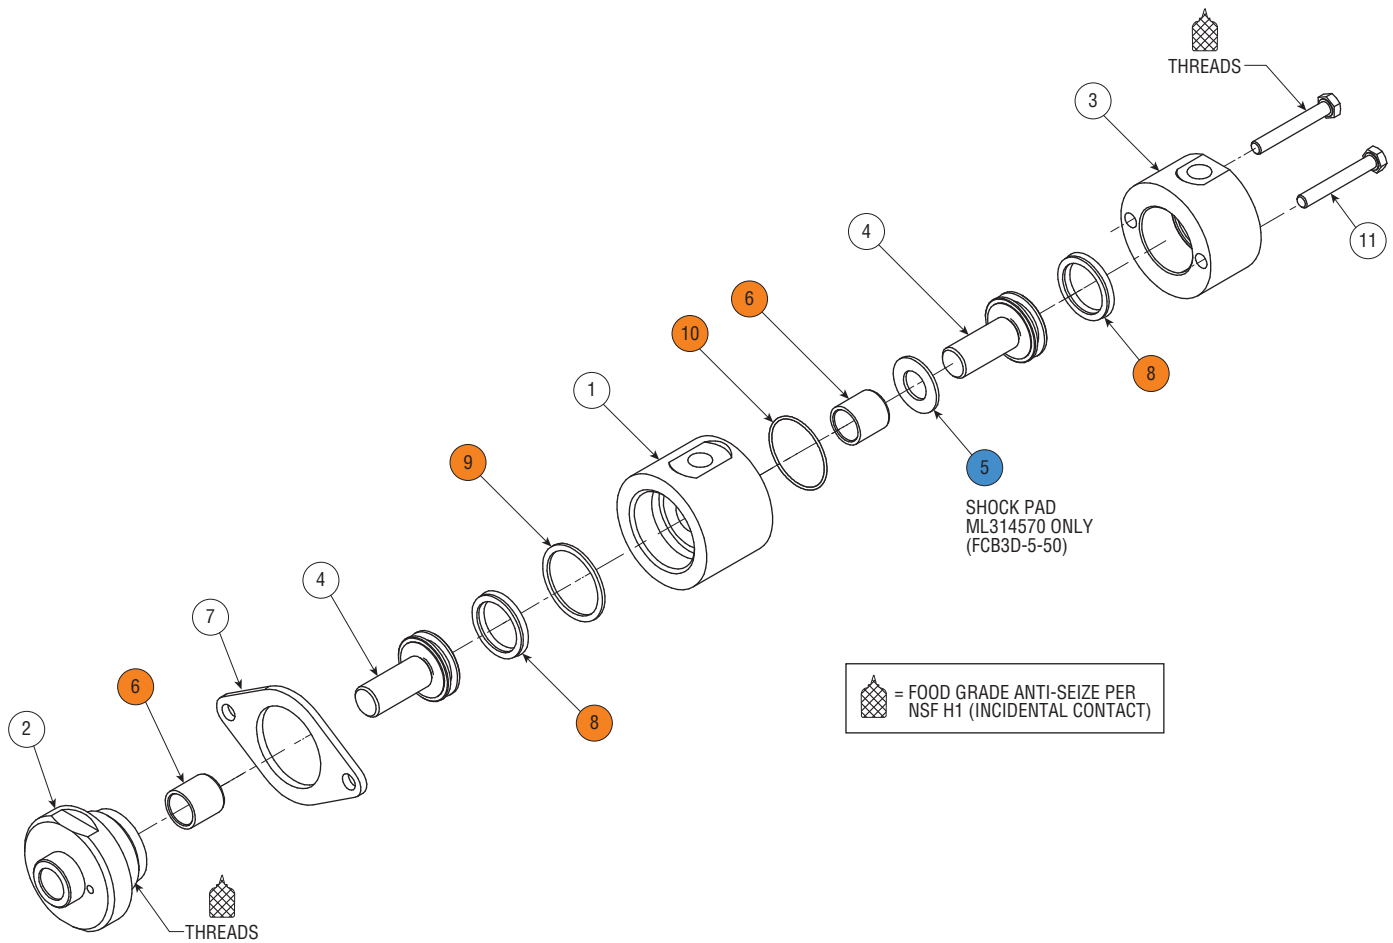 THREADS
3
4
11
6
10
8
1
5
9
SHOCK PAD
ML314570 ONLY
(FCB3D-5-50)
4
7
6
8
2
= FOOD GRADE ANTI-SEIZE PER
NSF H1 (INCIDENTAL CONTACT)
THREADS